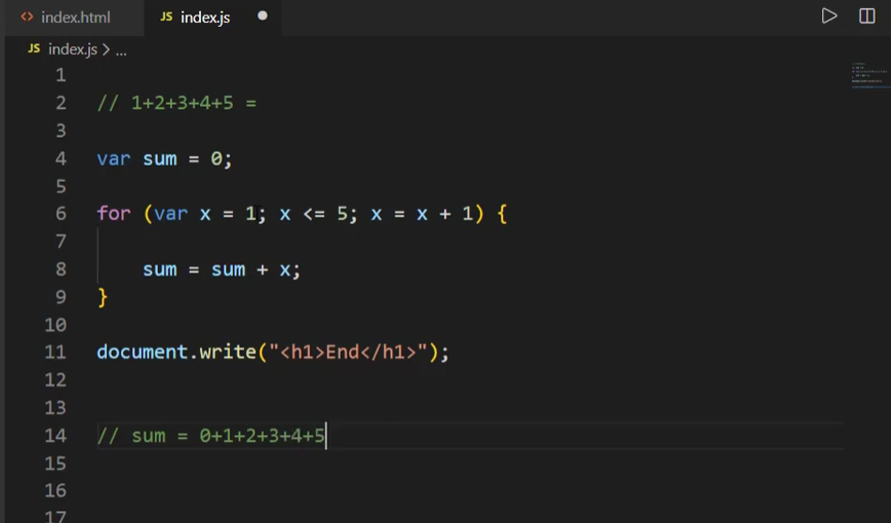 index.html
JS index.js
JS index.js > ...
1
2 // 1+2+3+4+5 =
3
4 var sum = 0;
5
6 for (var x = 1; x <= 5; x = x + 1) {
7
8 sum = sum + x;
9 }
10
11 document.write("<h1>End</h1>");
12
13
14 // sum = 0+1+2+3+4+5
15
16
17